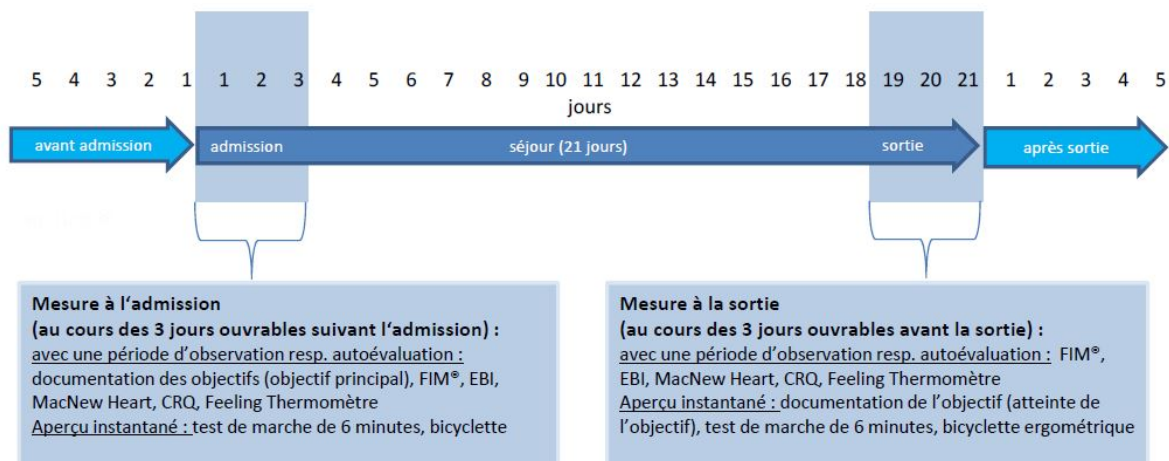 5 4 3 2 1 1 2 3 4 5 6 7 8 9 10 11 12 13 14 15 16 17 18 19 20 21 1 2 3 4 5
jours
avant admission admission séjour (21 jours) sortie après sortie
Mesure à l‘admission
(au cours des 3 jours ouvrables suivant l‘admission) :
avec une période d’observation resp. autoévaluation :
documentation des objectifs (objectif principal), FIM®, EBI,
MacNew Heart, CRQ, Feeling Thermomètre
Aperçu instantané : test de marche de 6 minutes, bicyclette
Mesure à la sortie
(au cours des 3 jours ouvrables avant la sortie) :
avec une période d’observation resp. autoévaluation : FIM®,
EBI, MacNew Heart, CRQ, Feeling Thermomètre
Aperçu instantané : documentation de l’objectif (atteinte de
l’objectif), test de marche de 6 minutes, bicyclette ergométrique